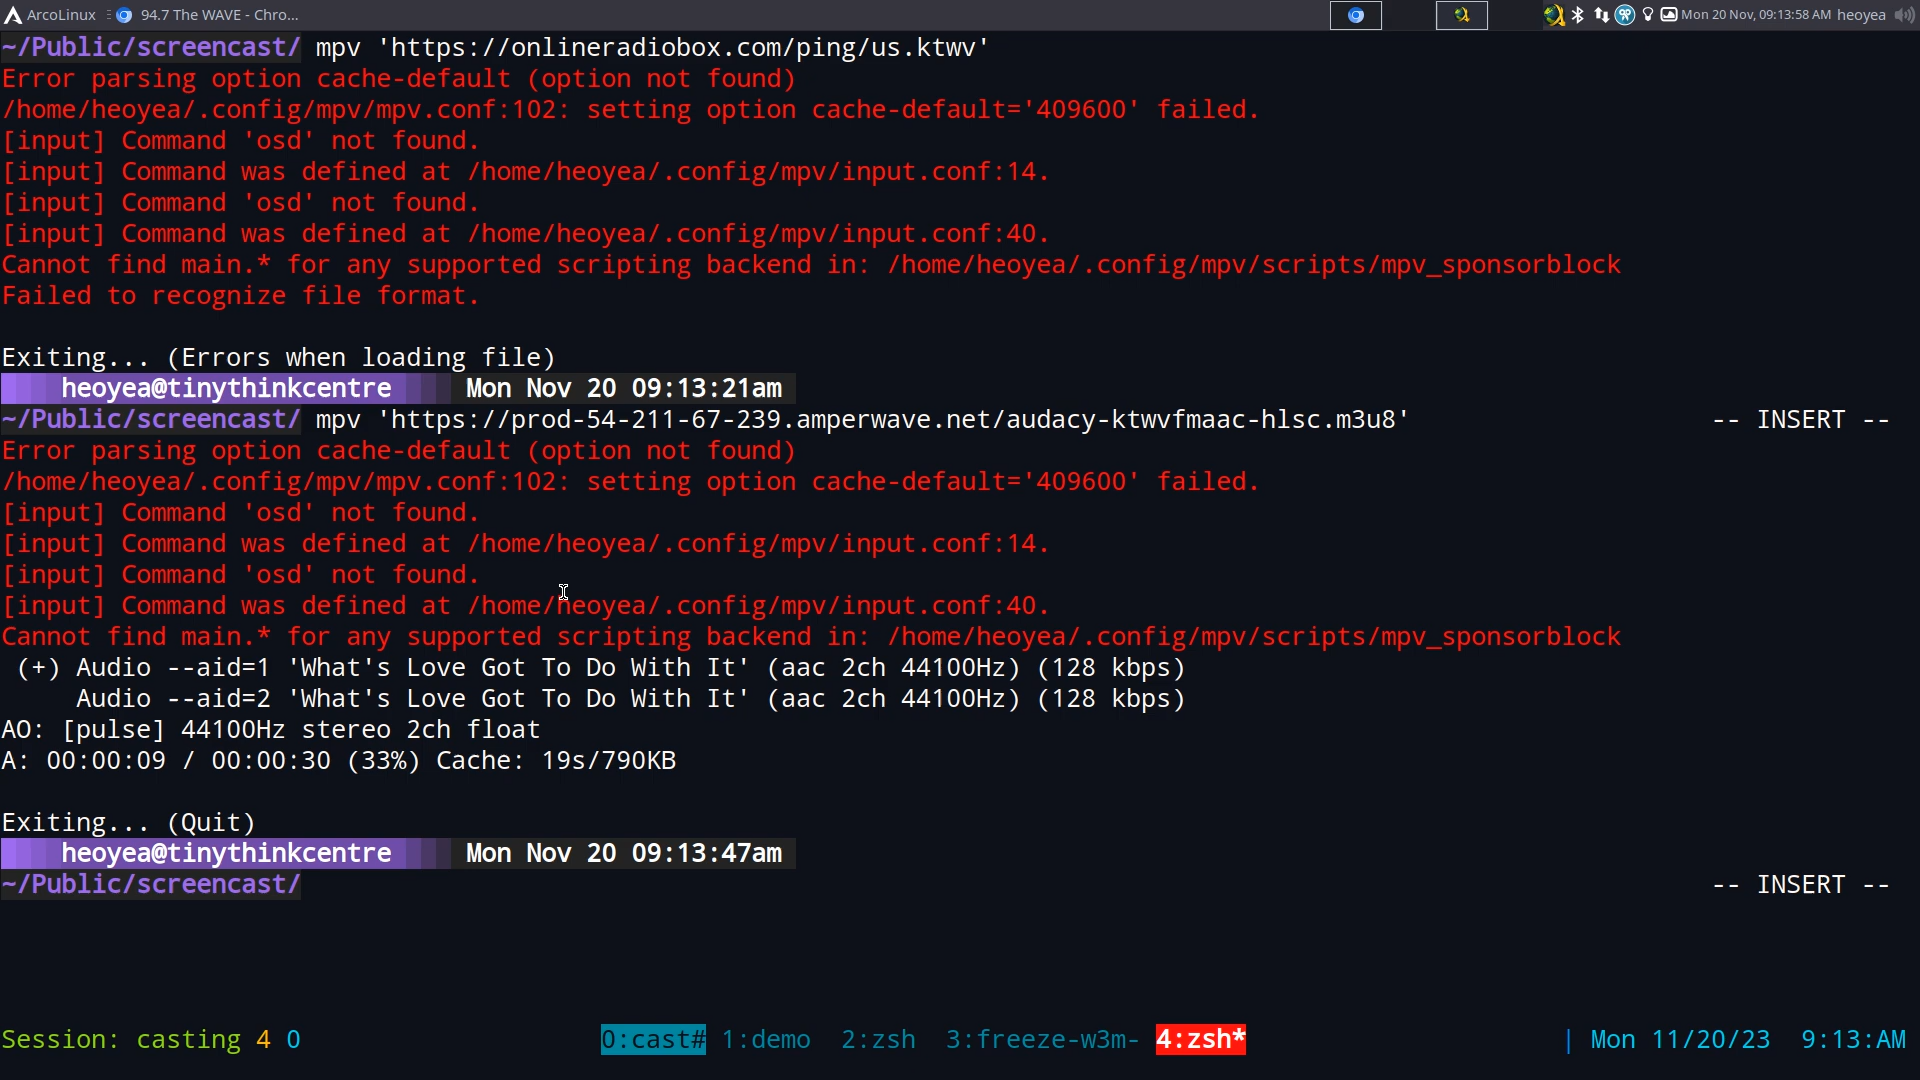 ArcoLinux 94.7 The WAVE - Chro... Mon 20 Nov, 09:13:58 AM heoyea
~/Public/screencast/ mpv 'https://onlineradiobox.com/ping/us.ktwv'
Error parsing option cache-default (option not found)
/home/heoyea/.config/mpv/mpv.conf:102: setting option cache-default='409600' failed.
[input] Command 'osd' not found.
[input] Command was defined at /home/heoyea/.config/mpv/input.conf:14.
[input] Command 'osd' not found.
[input] Command was defined at /home/heoyea/.config/mpv/input.conf:40.
Cannot find main.* for any supported scripting backend in: /home/heoyea/.config/mpv/scripts/mpv_sponsorblock
Failed to recognize file format.
Exiting... (Errors when loading file)
heoyea@tinythinkcentre Mon Nov 20 09:13:21am
~/Public/screencast/ mpv 'https://prod-54-211-67-239.amperwave.net/audacy-ktwvfmaac-hlsc.m3u8' -- INSERT --
Error parsing option cache-default (option not found)
/home/heoyea/.config/mpv/mpv.conf:102: setting option cache-default='409600' failed.
[input] Command 'osd' not found.
[input] Command was defined at /home/heoyea/.config/mpv/input.conf:14.
[input] Command 'osd' not found.
[input] Command was defined at /home/heoyea/.config/mpv/input.conf:40.
Cannot find main.* for any supported scripting backend in: /home/heoyea/.config/mpv/scripts/mpv_sponsorblock
(+) Audio --aid=1 'What's Love Got To Do With It' (aac 2ch 44100Hz) (128 kbps)
Audio --aid=2 'What's Love Got To Do With It' (aac 2ch 44100Hz) (128 kbps)
AO: [pulse] 44100Hz stereo 2ch float
A: 00:00:09 / 00:00:30 (33%) Cache: 19s/790KB
Exiting... (Quit)
heoyea@tinythinkcentre Mon Nov 20 09:13:47am
~/Public/screencast/ -- INSERT --
Session: casting 4 0 0:cast# 1:demo 2:zsh 3:freeze-w3m- 4:zsh* | Mon 11/20/23 9:13:AM